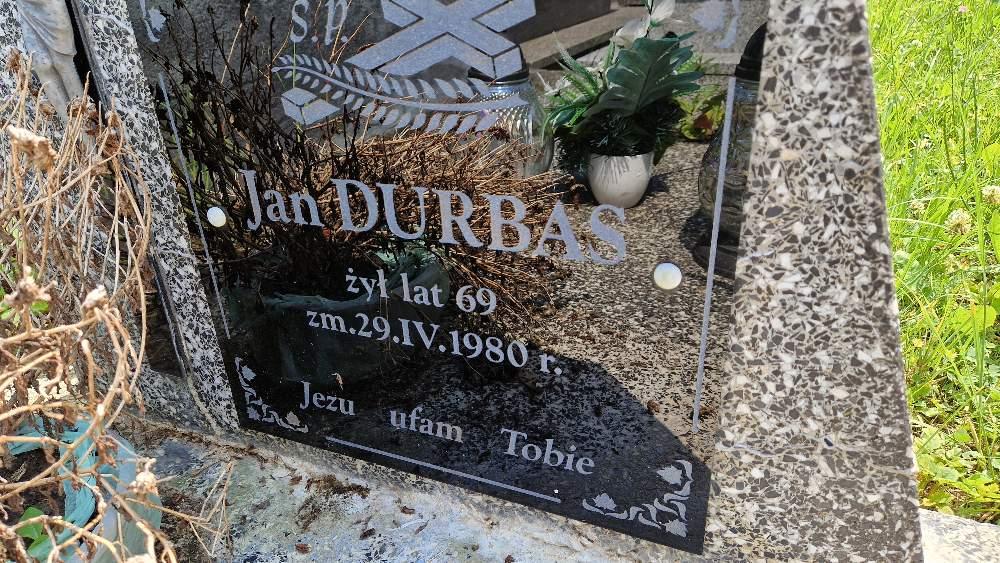 ś.p.
Jan DURBAS
żył lat 69
zm.29.IV.1980 r.
Jezu ufam Tobie